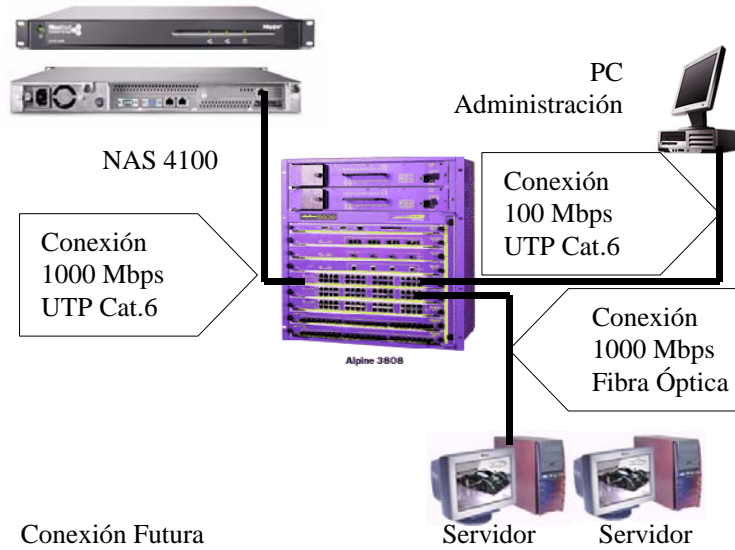 PC
Administración
NAS 4100
Conexión
100 Mbps
UTP Cat.6
Conexión
1000 Mbps
UTP Cat.6
Conexión
1000 Mbps
Fibra Óptica
Alpine 3808
Conexión Futura
Servidor
Servidor